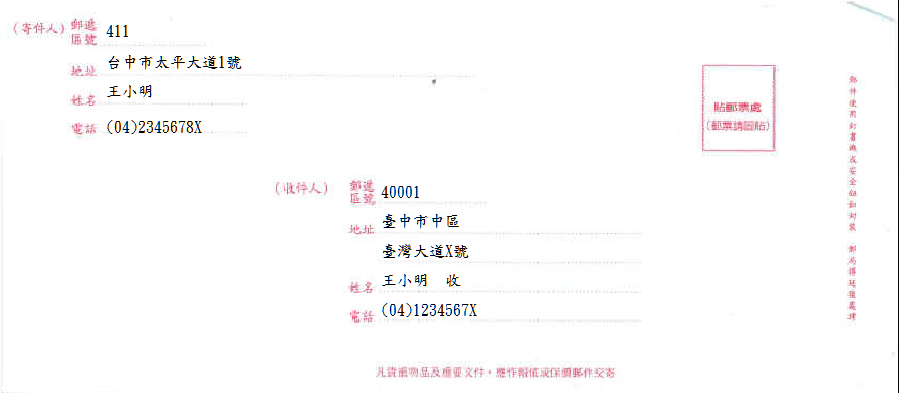 (寄件人) 郵遞區號 411
地址 台中市太平大道1號
姓名 王小明
電話 (04)2345678X
貼郵票處
(郵票請固貼)
(收件人) 郵遞區號 40001
地址 臺中市中區
臺灣大道X號
姓名 王小明 收
電話 (04)1234567X
凡貴重物品及重要文件,應作報值或保價郵件交寄
郵件使用釘書機或安全鈕釦封裝 郵局得延後處理